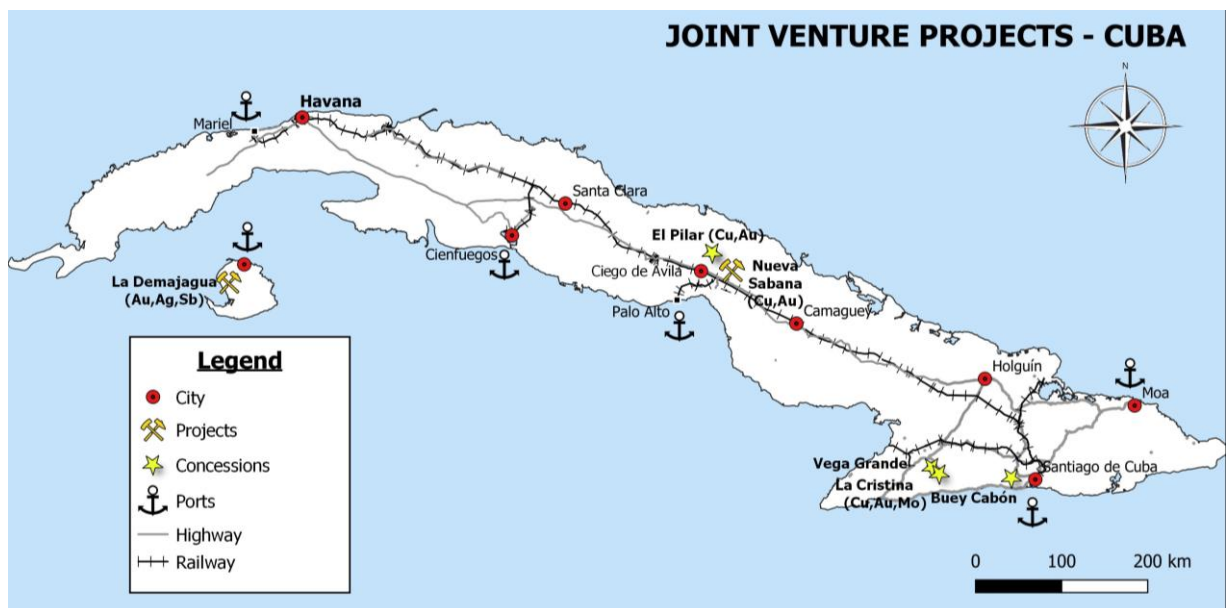 JOINT VENTURE PROJECTS - CUBA
N
Havana
Mariel
Santa Clara
El Pilar (Cu,Au)
Cienfuegos
Ciego de Ávila
Nueva
Sabana
(Cu,Au)
La Demajagua
(Au,Ag,Sb)
Palo Alto
Camaguey
Legend
City
Projects
Concessions
Ports
Highway
Railway
Holguín
Moa
Vega Grande
La Cristina
(Cu,Au,Mo)
Buey Cabón
Santiago de Cuba
0 100 200 km